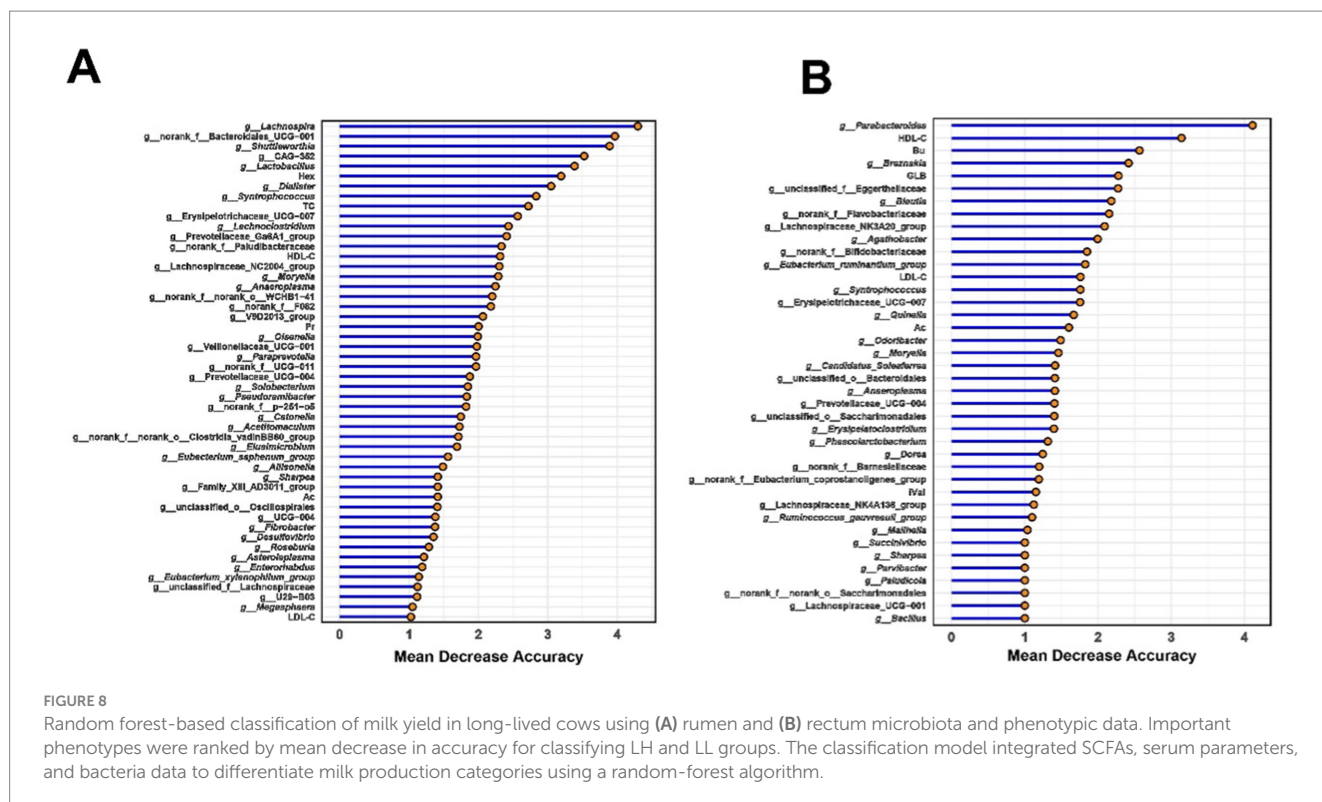 A
g__Lachnospira
g__norank_f__Bacteroidales_UCG-001
g__Shuttleworthia
g__CAG-352
g__Lactobacillus
Hex
g__Dialister
g__Syntrophococcus
TC
g__Erysipelotrichaceae_UCG-007
g__Lachnoclostridium
g__Prevotellaceae_Ga6A1_group
g__norank_f__Paludibacteraceae
HDL-C
g__Lachnospiraceae_NC2004_group
g__Moryella
g__Anaeroplasma
g__norank_f__norank_o__WCHB1-41
g__norank_f__F082
g__V9D2013_group
Pr
g__Olsenella
g__Veillonellaceae_UCG-001
g__Paraprevotella
g__norank_f__UCG-011
g__Prevotellaceae_UCG-004
g__Solobacterium
g__Pseudoramibacter
g__norank_f__p-251-o5
g__Cstonella
g__Acetitomaculum
g__norank_f__norank_o__Clostridia_vadinBB60_group
g__Elusimicrobium
g__Eubacterium_saphenum_group
g__Allisonella
g__Sharpea
g__Family_XIII_AD3011_group
Ac
g__unclassified_o__Oscillospirales
g__UCG-004
g__Fibrobacter
g__Desulfovibrio
g__Roseburia
g__Asteroleplasma
g__Enterorhabdus
g__Eubacterium_xylanophilum_group
g__unclassified_f__Lachnospiraceae
g__U29-B03
g__Megasphaera
LDL-C
0 1 2 3 4
Mean Decrease Accuracy
B
g__Parabacteroides
HDL-C
Bu
g__Breznakia
GLB
g__unclassified_f__Eggerthellaceae
g__Blautia
g__norank_f__Flavobacteriaceae
g__Lachnospiraceae_NK3A20_group
g__Agathobacter
g__norank_f__Bifidobacteriaceae
g__Eubacterium_ruminantium_group
LDL-C
g__Syntrophococcus
g__Erysipelotrichaceae_UCG-007
g__Quinella
Ac
g__Odoribacter
g__Moryella
g__Candidatus_Soleaferrea
g__unclassified_o__Bacteroidales
g__Anaeroplasma
g__Prevotellaceae_UCG-004
g__unclassified_o__Saccharimonadales
g__Erysipelatoclostridium
g__Phascolarctobacterium
g__Dorea
g__norank_f__Barnesiellaceae
g__norank_f__Eubacterium_coprostanoligenes_group
iVal
g__Lachnospiraceae_NK4A136_group
g__Ruminococcus_gauvreauii_group
g__Mailhella
g__Succinivibrio
g__Sharpea
g__Parvibacter
g__Paludicola
g__norank_f__norank_o__Saccharimonadales
g__Lachnospiraceae_UCG-001
g__Bacillus
0 1 2 3 4
Mean Decrease Accuracy
FIGURE 8
Random forest-based classification of milk yield in long-lived cows using (A) rumen and (B) rectum microbiota and phenotypic data. Important
phenotypes were ranked by mean decrease in accuracy for classifying LH and LL groups. The classification model integrated SCFAs, serum parameters,
and bacteria data to differentiate milk production categories using a random-forest algorithm.